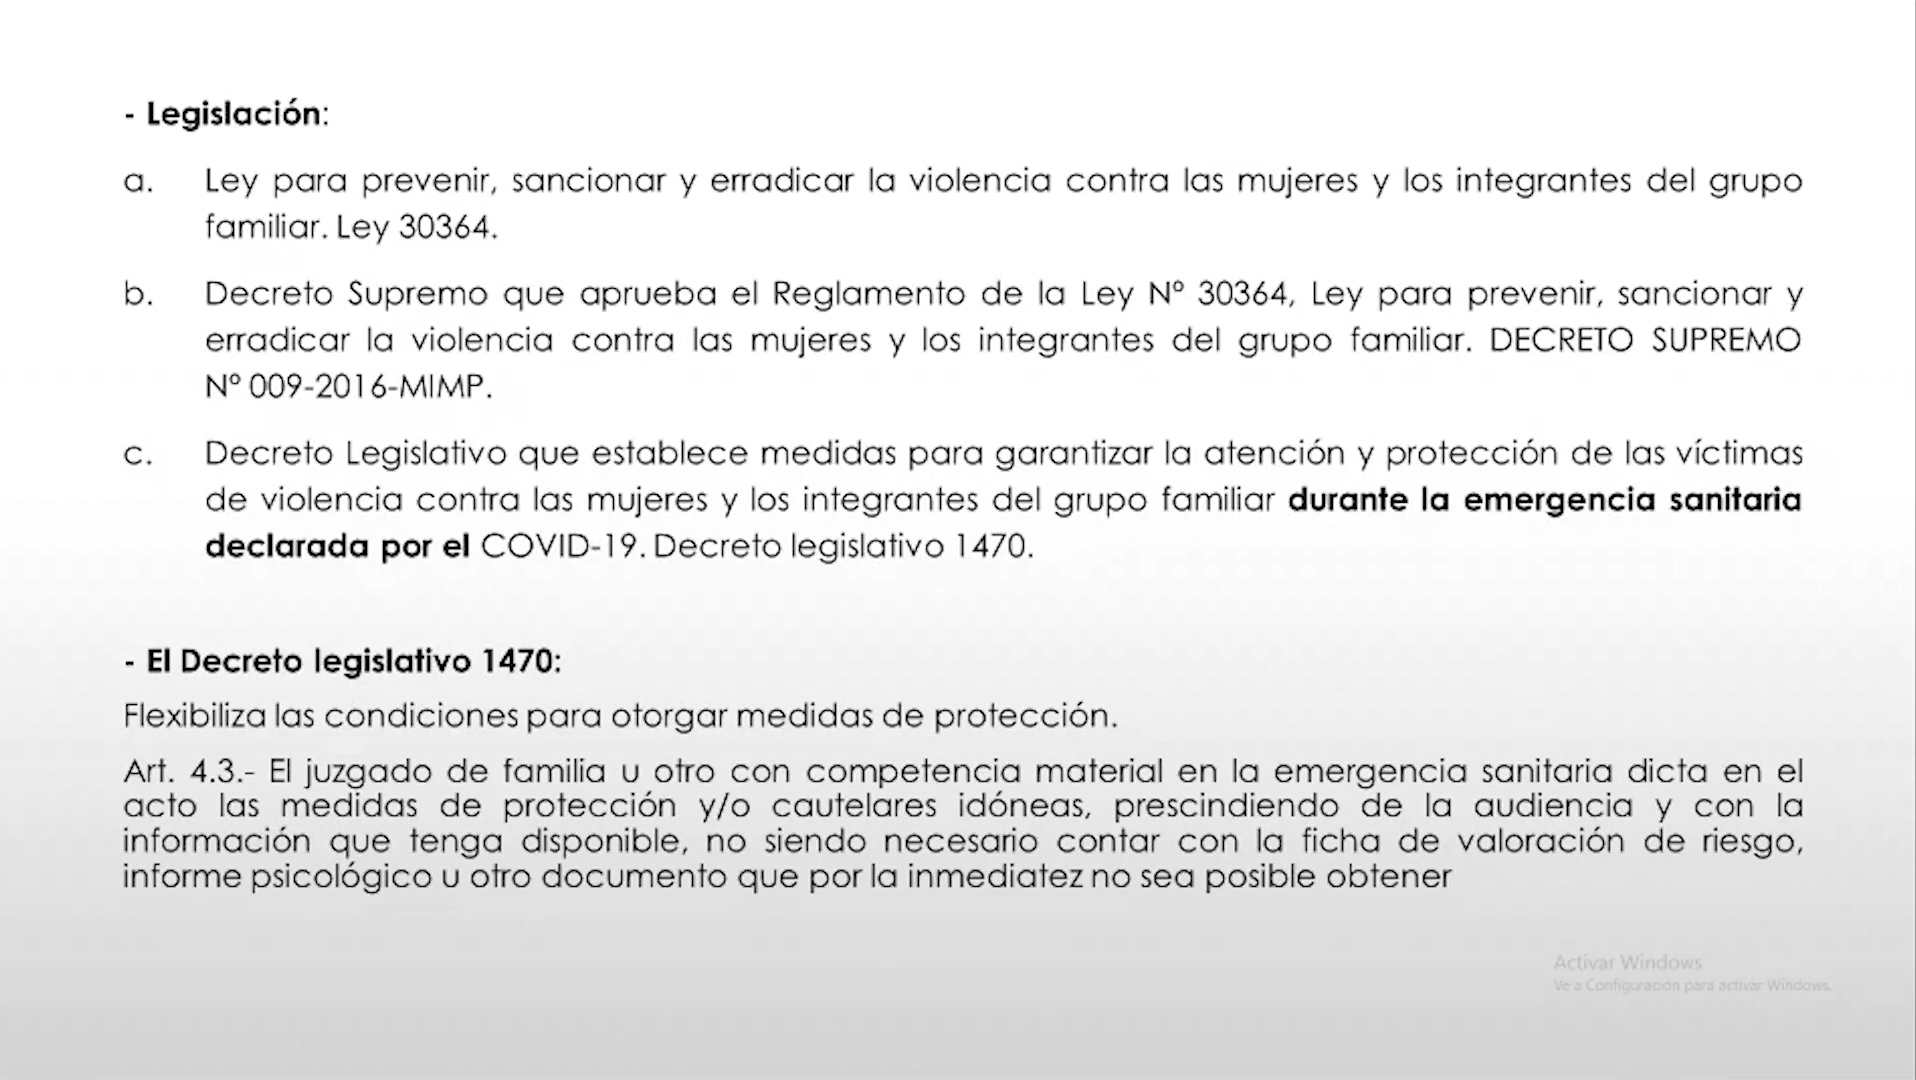 - Legislación:
a. Ley para prevenir, sancionar y erradicar la violencia contra las mujeres y los integrantes del grupo
familiar. Ley 30364.
b. Decreto Supremo que aprueba el Reglamento de la Ley Nº 30364, Ley para prevenir, sancionar y
erradicar la violencia contra las mujeres y los integrantes del grupo familiar. DECRETO SUPREMO
Nº 009-2016-MIMP.
c. Decreto Legislativo que establece medidas para garantizar la atención y protección de las víctimas
de violencia contra las mujeres y los integrantes del grupo familiar durante la emergencia sanitaria
declarada por el COVID-19. Decreto legislativo 1470.
- El Decreto legislativo 1470:
Flexibiliza las condiciones para otorgar medidas de protección.
Art. 4.3.- El juzgado de familia u otro con competencia material en la emergencia sanitaria dicta en el
acto las medidas de protección y/o cautelares idóneas, prescindiendo de la audiencia y con la
información que tenga disponible, no siendo necesario contar con la ficha de valoración de riesgo,
informe psicológico u otro documento que por la inmediatez no sea posible obtener
Activar Windows
Ve a Configuración para activar Windows.